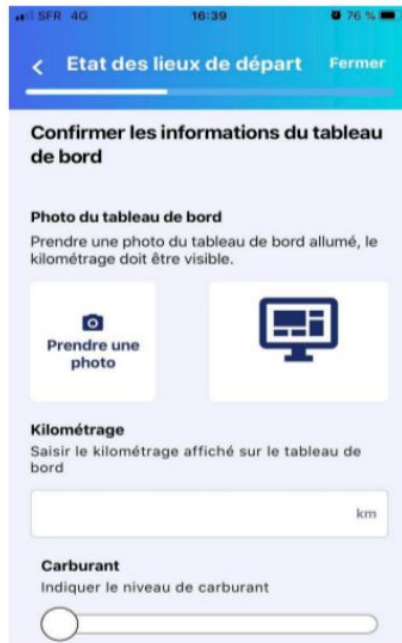 SFR 4G 16:39 76 %
Etat des lieux de départ Fermer
Confirmer les informations du tableau
de bord
Photo du tableau de bord
Prendre une photo du tableau de bord allumé, le
kilométrage doit être visible.
Prendre une
photo
Kilométrage
Saisir le kilométrage affiché sur le tableau de
bord
km
Carburant
Indiquer le niveau de carburant